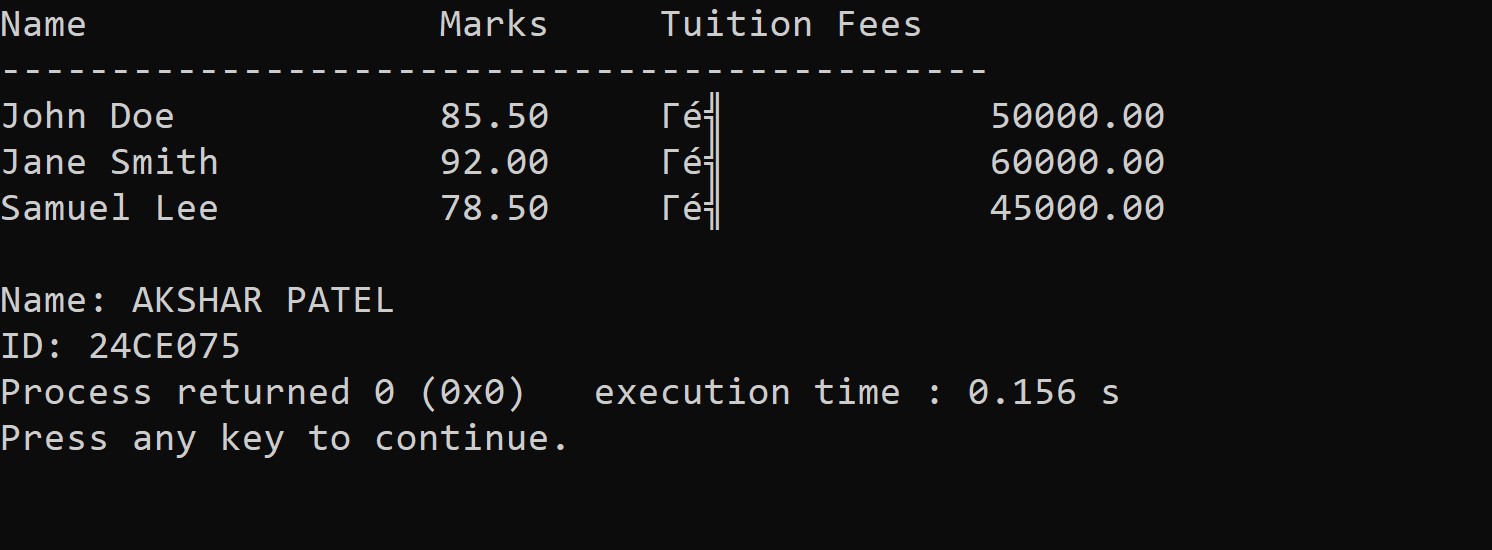 Name                Marks     Tuition Fees
---------------------------------------------
John Doe            85.50     Γé╣            50000.00
Jane Smith          92.00     Γé╣            60000.00
Samuel Lee          78.50     Γé╣            45000.00

Name: AKSHAR PATEL
ID: 24CE075
Process returned 0 (0x0)   execution time : 0.156 s
Press any key to continue.